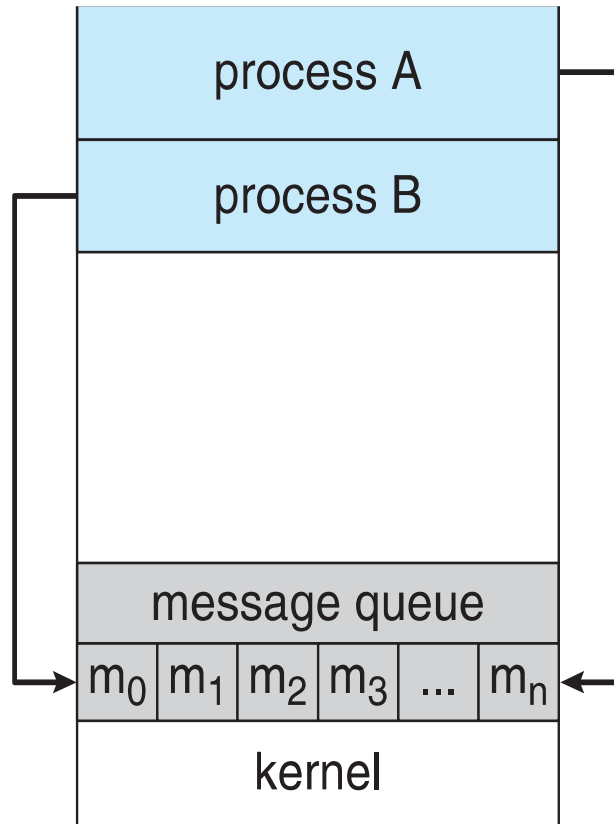 process A
process B
message queue
m₀ m₁ m₂ m₃ ... mₙ
kernel